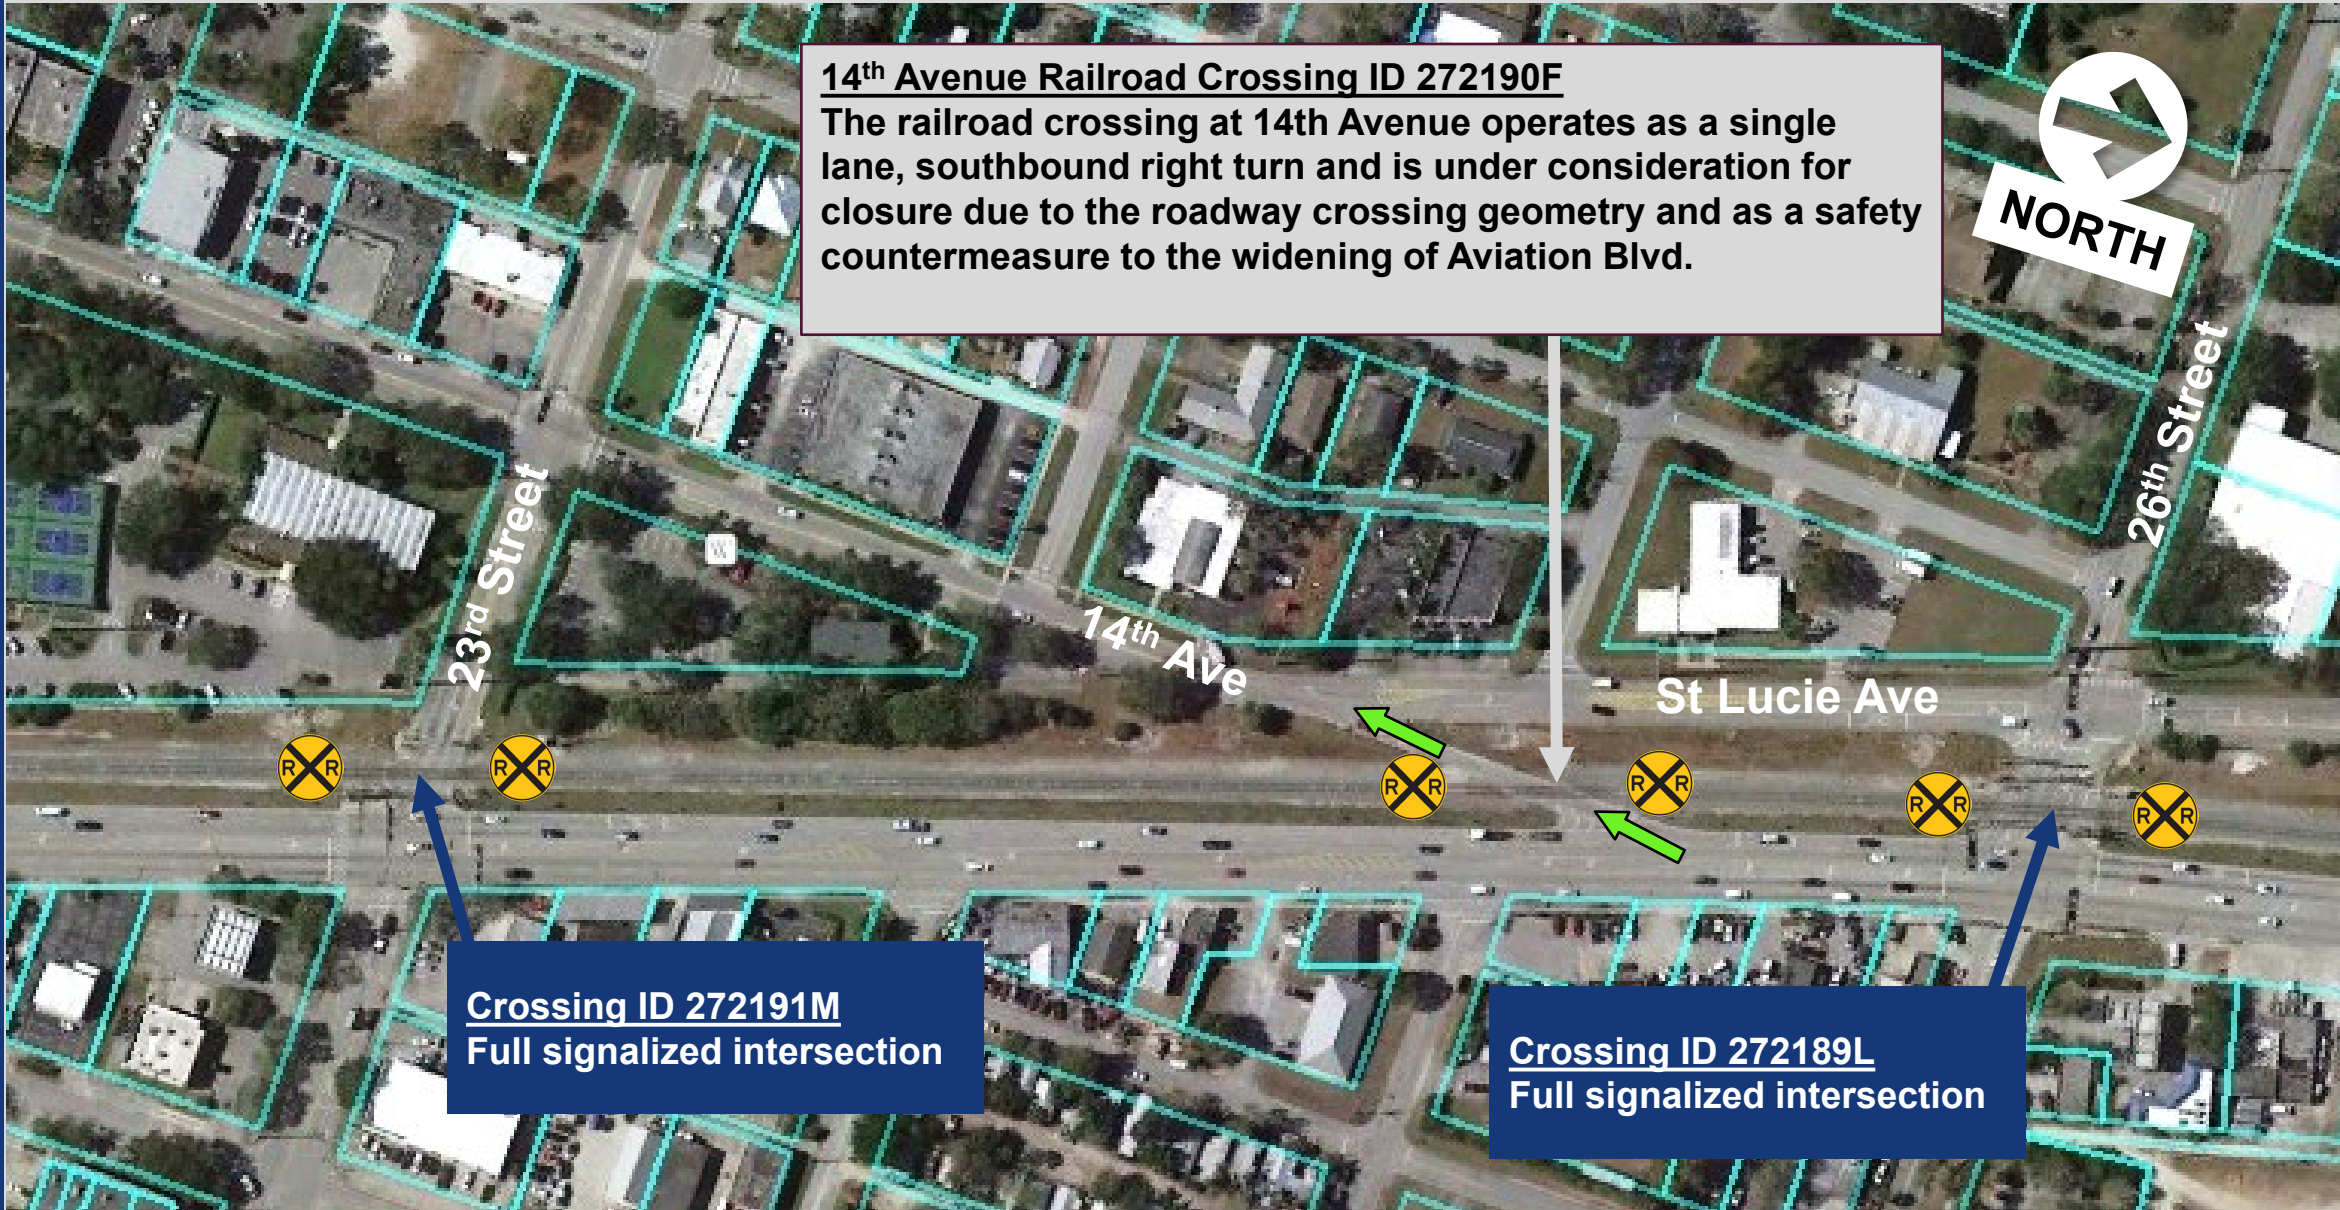 14th Avenue Railroad Crossing ID 272190F
The railroad crossing at 14th Avenue operates as a single
lane, southbound right turn and is under consideration for
closure due to the roadway crossing geometry and as a safety
countermeasure to the widening of Aviation Blvd.
NORTH
26th Street
23rd Street
14th Ave
St Lucie Ave
R R
R R
R R
R R
R R
R R
Crossing ID 272191M
Full signalized intersection
Crossing ID 272189L
Full signalized intersection